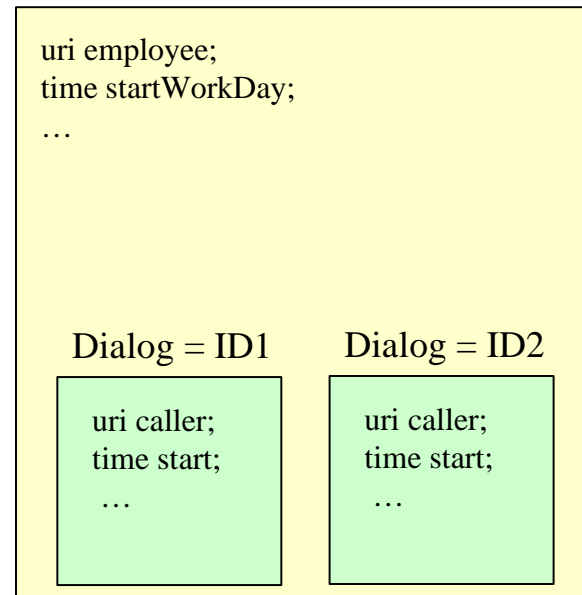 uri employee;
time startWorkDay;
…
Dialog = ID1
Dialog = ID2
uri caller;
time start;
…
uri caller;
time start;
…